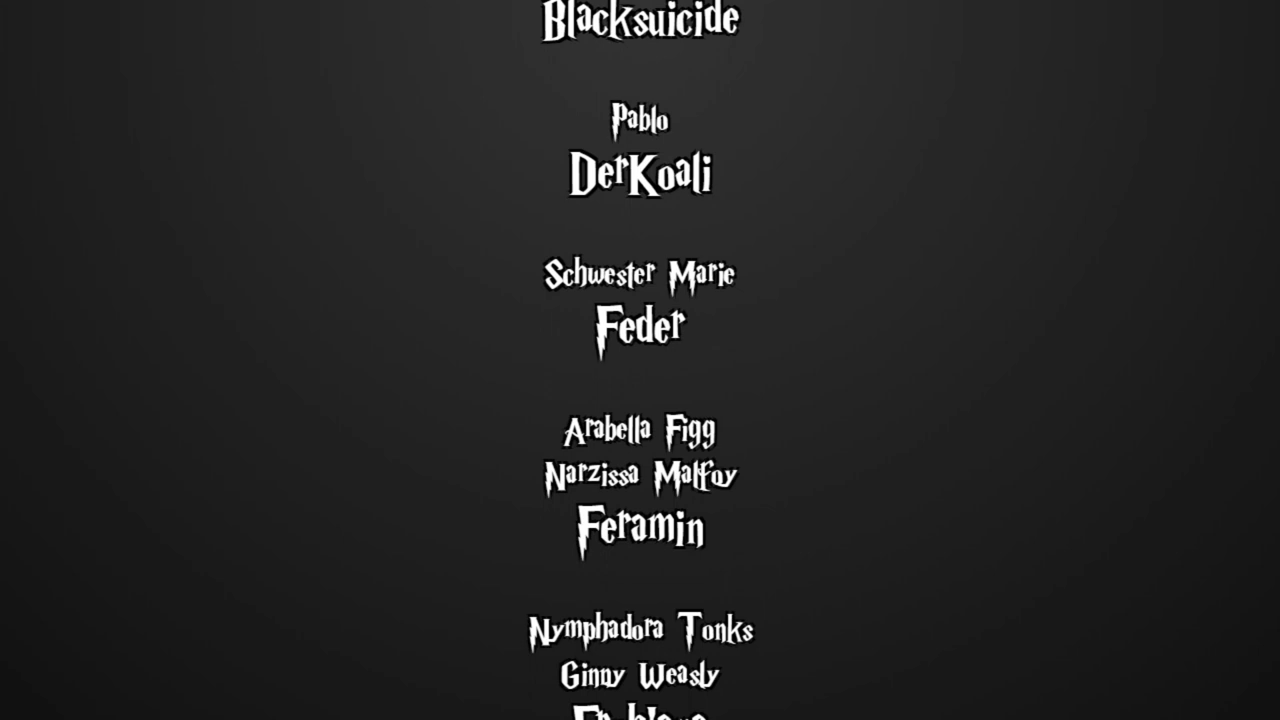 Blacksuicide
Pablo
DerKoali
Schwester Marie
Feder
Arabella Figg
Narzissa Malfoy
Feramin
Nymphadora Tonks
Ginny Weasly